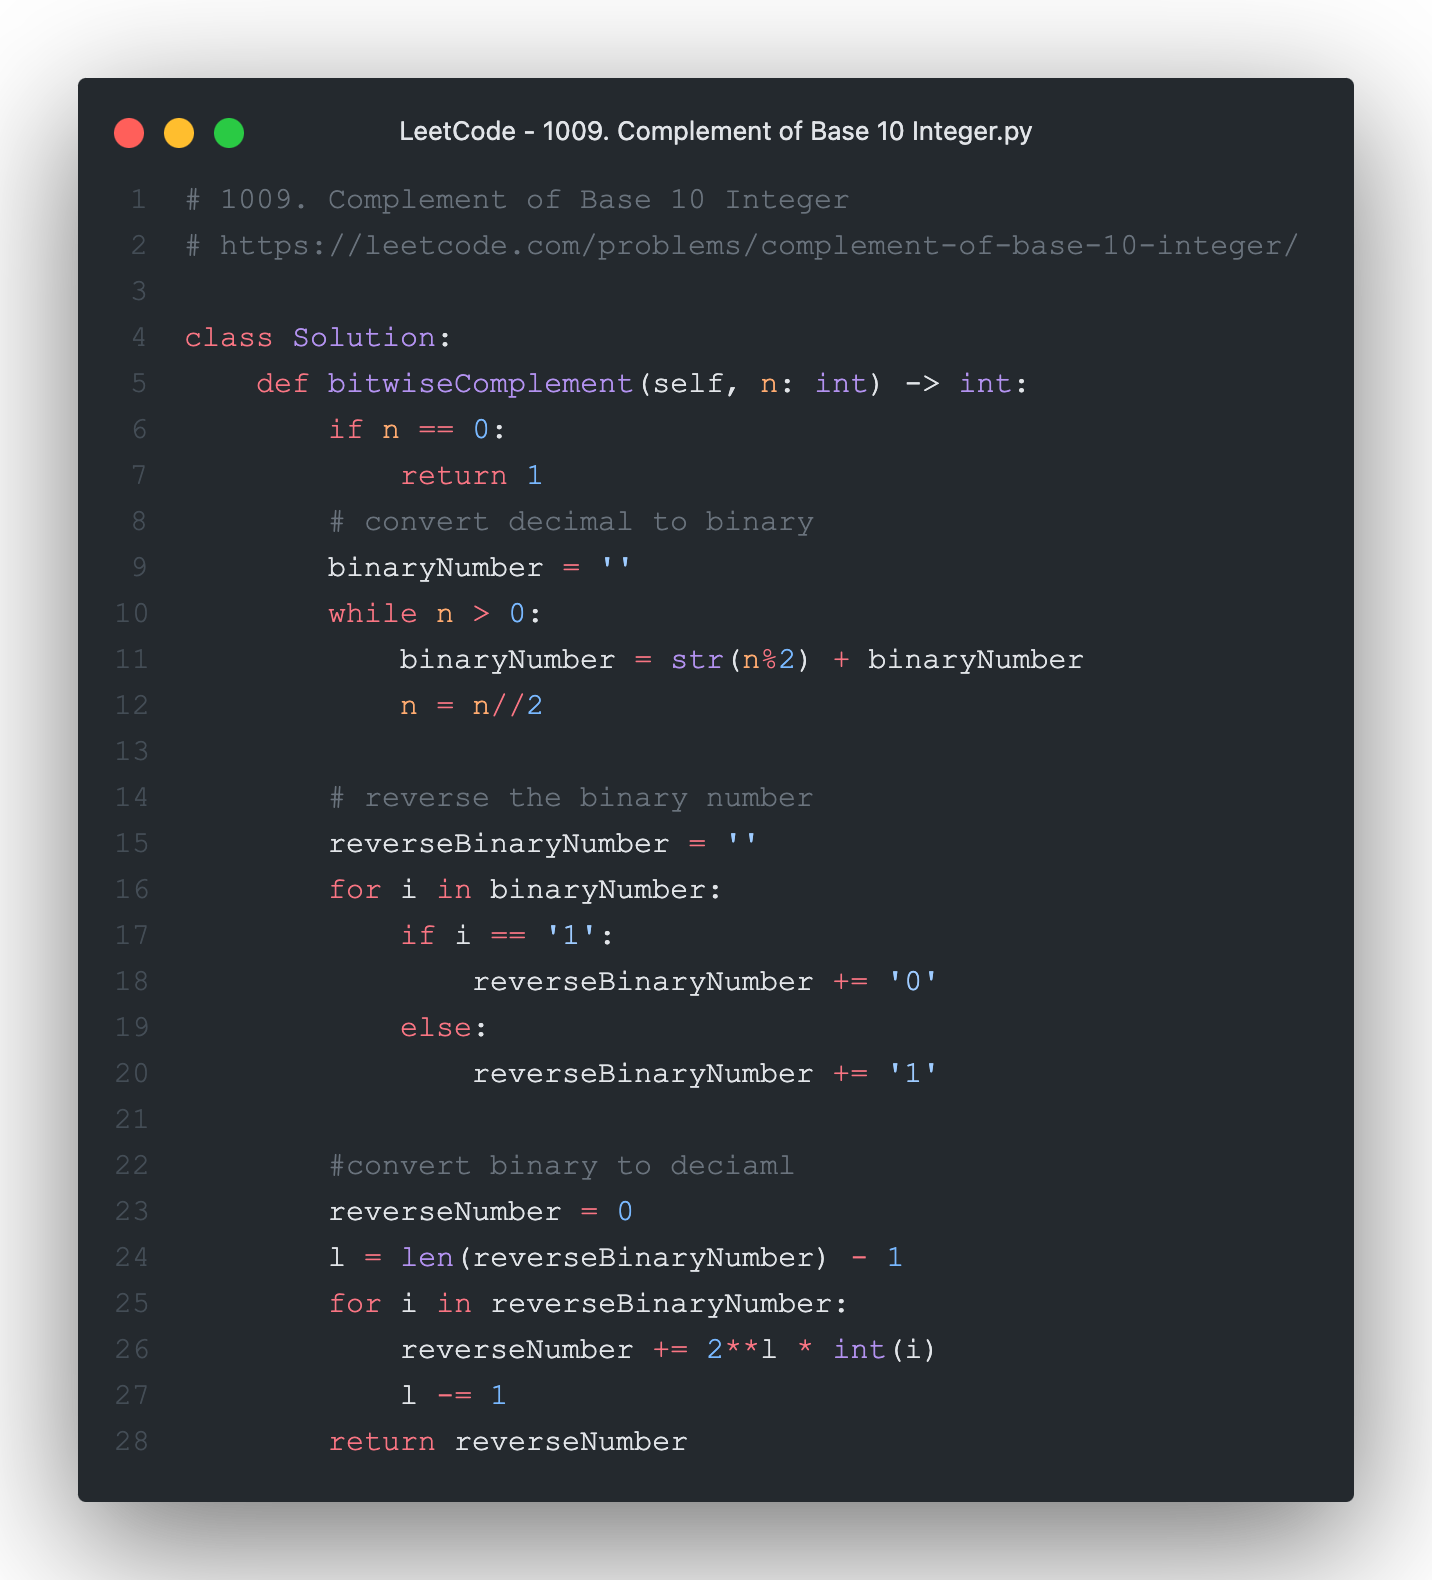 LeetCode - 1009. Complement of Base 10 Integer.py
1 # 1009. Complement of Base 10 Integer
2 # https://leetcode.com/problems/complement-of-base-10-integer/
3
4 class Solution:
5     def bitwiseComplement(self, n: int) -> int:
6         if n == 0:
7             return 1
8         # convert decimal to binary
9         binaryNumber = ''
10         while n > 0:
11             binaryNumber = str(n%2) + binaryNumber
12             n = n//2
13
14         # reverse the binary number
15         reverseBinaryNumber = ''
16         for i in binaryNumber:
17             if i == '1':
18                 reverseBinaryNumber += '0'
19             else:
20                 reverseBinaryNumber += '1'
21
22         #convert binary to deciaml
23         reverseNumber = 0
24         l = len(reverseBinaryNumber) - 1
25         for i in reverseBinaryNumber:
26             reverseNumber += 2**l * int(i)
27             l -= 1
28         return reverseNumber